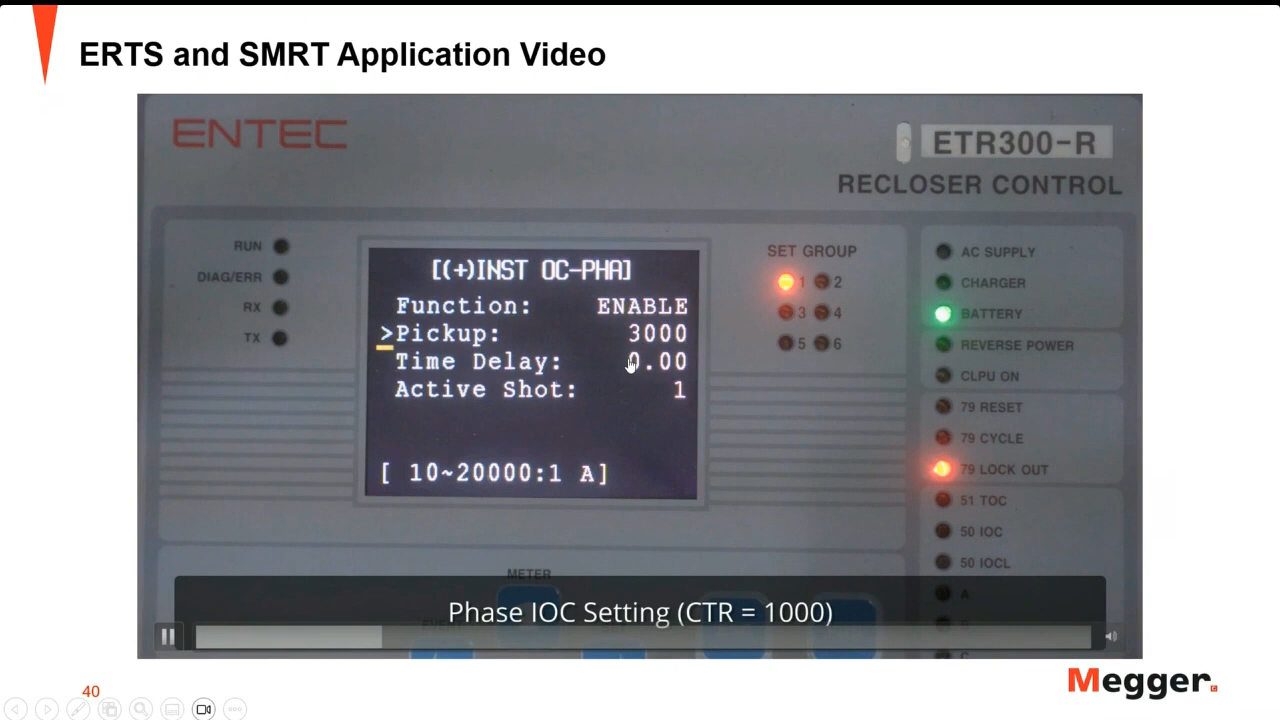 ERTS and SMRT Application Video
ENTEC
ETR300-R
RECLOSER CONTROL
RUN
DIAG/ERR
RX
TX
[(+)INST OC-PHA]
Function: ENABLE
>Pickup: 3000
Time Delay: 0.00
Active Shot: 1
[ 10~20000:1 A]
SET GROUP
1 2
3 4
5 6
AC SUPPLY
CHARGER
BATTERY
REVERSE POWER
CLPU ON
79 RESET
79 CYCLE
79 LOCK OUT
51 TOC
50 IOC
50 IOCL
A
C
METER
Phase IOC Setting (CTR = 1000)
40
Megger.